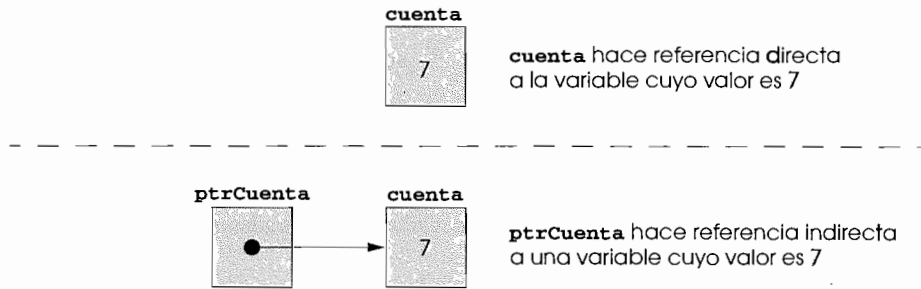 cuenta
7
cuenta hace referencia directa
a la variable cuyo valor es 7
ptrCuenta
cuenta
7
ptrCuenta hace referencia indirecta
a una variable cuyo valor es 7